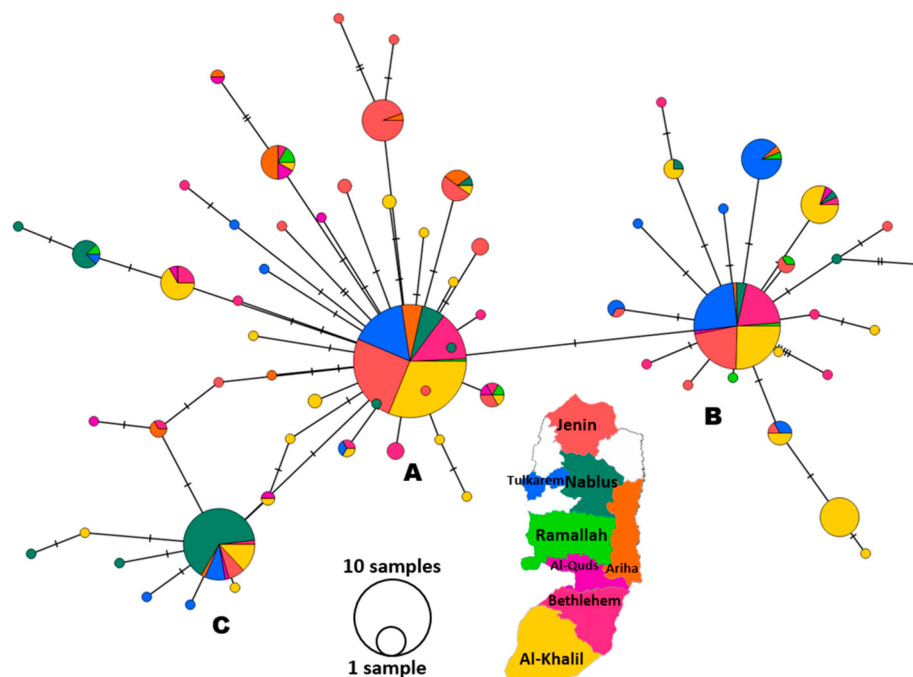 B
A
Jenin
Tulkarem
Nablus
Ramallah
Al-Quds
Ariha
10 samples
Bethlehem
C
1 sample
Al-Khalil